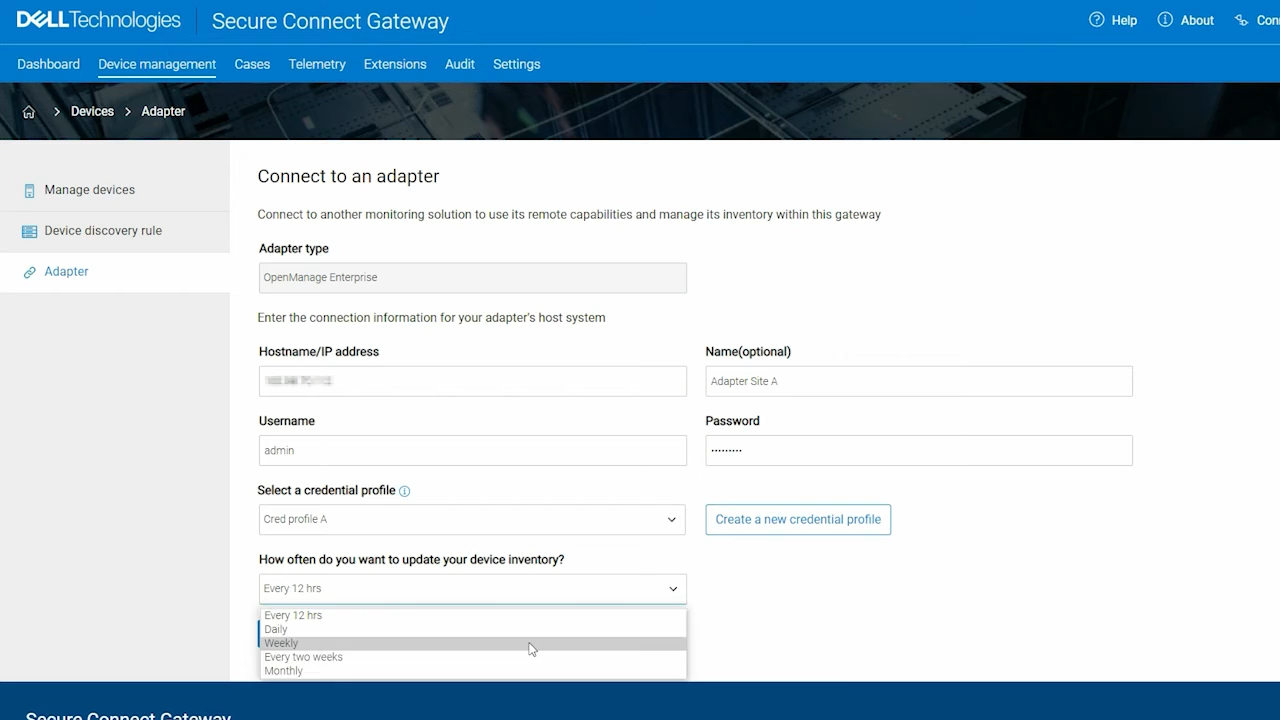 DELLTechnologies Secure Connect Gateway
Help About
Dashboard Device management Cases Telemetry Extensions Audit Settings
Devices Adapter
Manage devices
Device discovery rule
Adapter
Connect to an adapter
Connect to another monitoring solution to use its remote capabilities and manage its inventory within this gateway
Adapter type
OpenManage Enterprise
Enter the connection information for your adapter's host system
Hostname/IP address
Name(optional)
Adapter Site A
Username
Password
admin
Select a credential profile
Cred profile A
Create a new credential profile
How often do you want to update your device inventory?
Every 12 hrs
Every 12 hrs
Daily
Weekly
Every two weeks
Monthly
Secure Connect Gateway